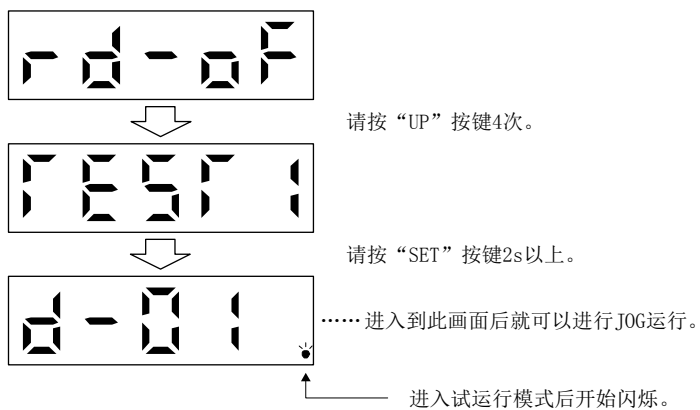 rd-oF
请按“UP”按键4次。
TEST1
请按“SET”按键2s以上。
d-01
……进入到此画面后就可以进行JOG运行。
进入试运行模式后开始闪烁。